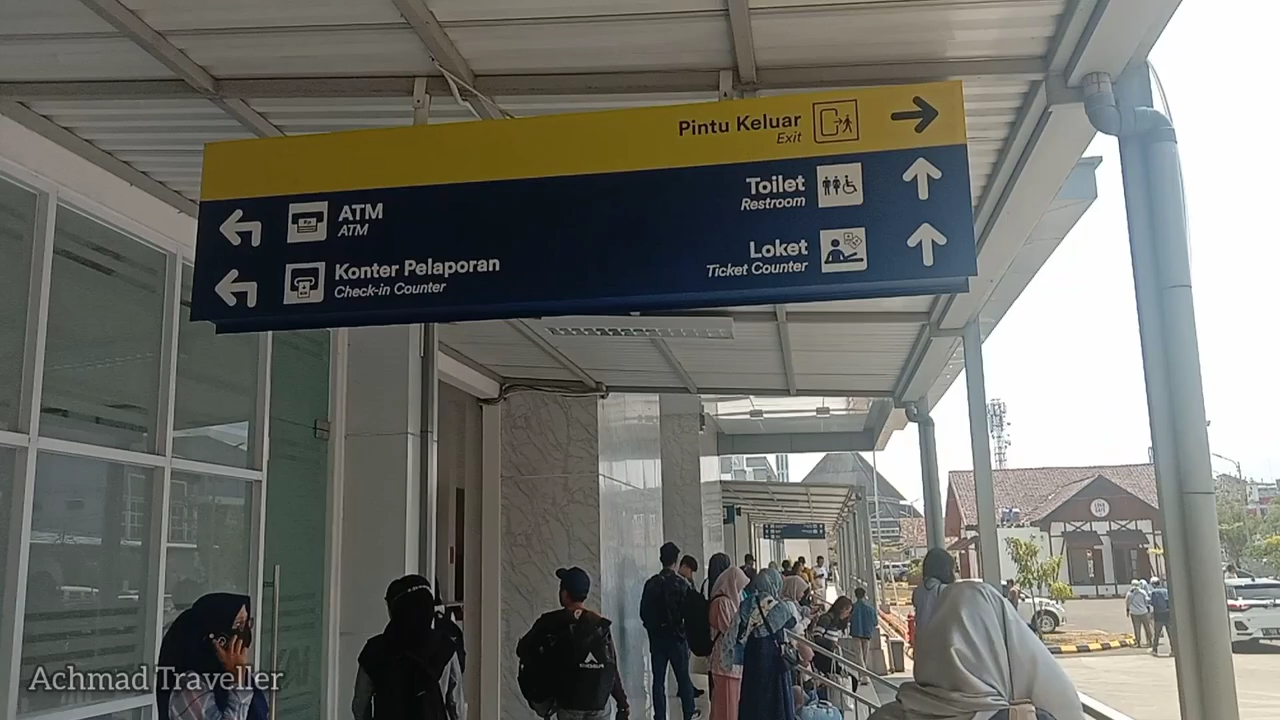 Pintu Keluar
Exit
ATM
ATM
Konter Pelaporan
Check-in Counter
Toilet
Restroom
Loket
Ticket Counter
Achmad Traveller